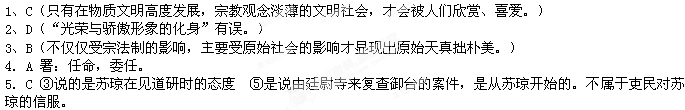 1、C（只有在物质文明高度发展，宗教观念淡薄的文明社会，才会被人们欣赏、喜爱。）
2、D（“光荣与骄傲形象的化身”有误。）
3、B（不仅仅受宗法制的影响，主要受原始社会的影响才显现出原始天真拙朴美。）
4. A 署：任命，委任。
5. C ③说的是苏琼在见道研时的态度 ⑤是说由廷尉寺来复查御台的案件，是从苏琼开始的。不属于吏民对苏
琼的信服。